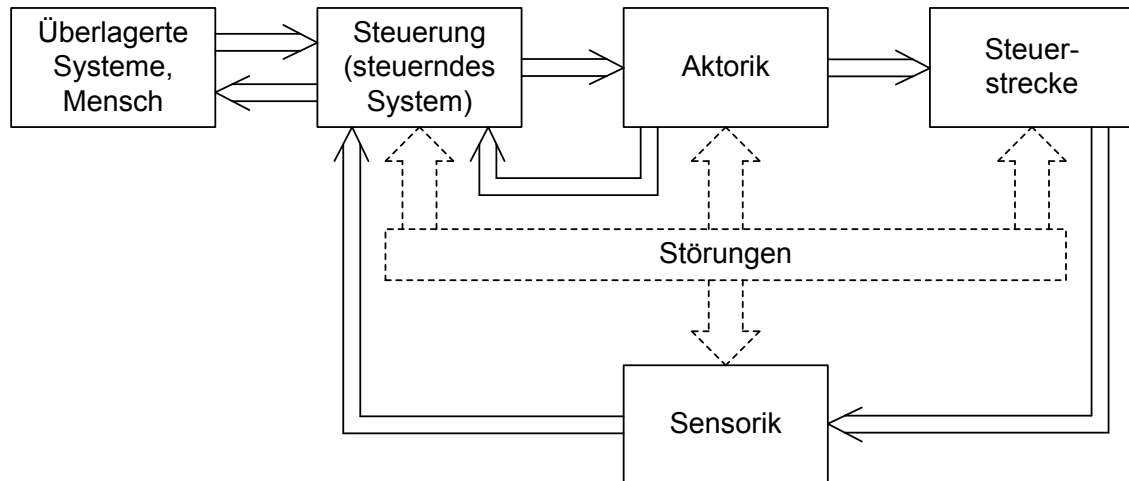 Überlagerte
Systeme,
Mensch
Steuerung
(steuerndes
System)
Aktorik
Steuer-
strecke
Störungen
Sensorik